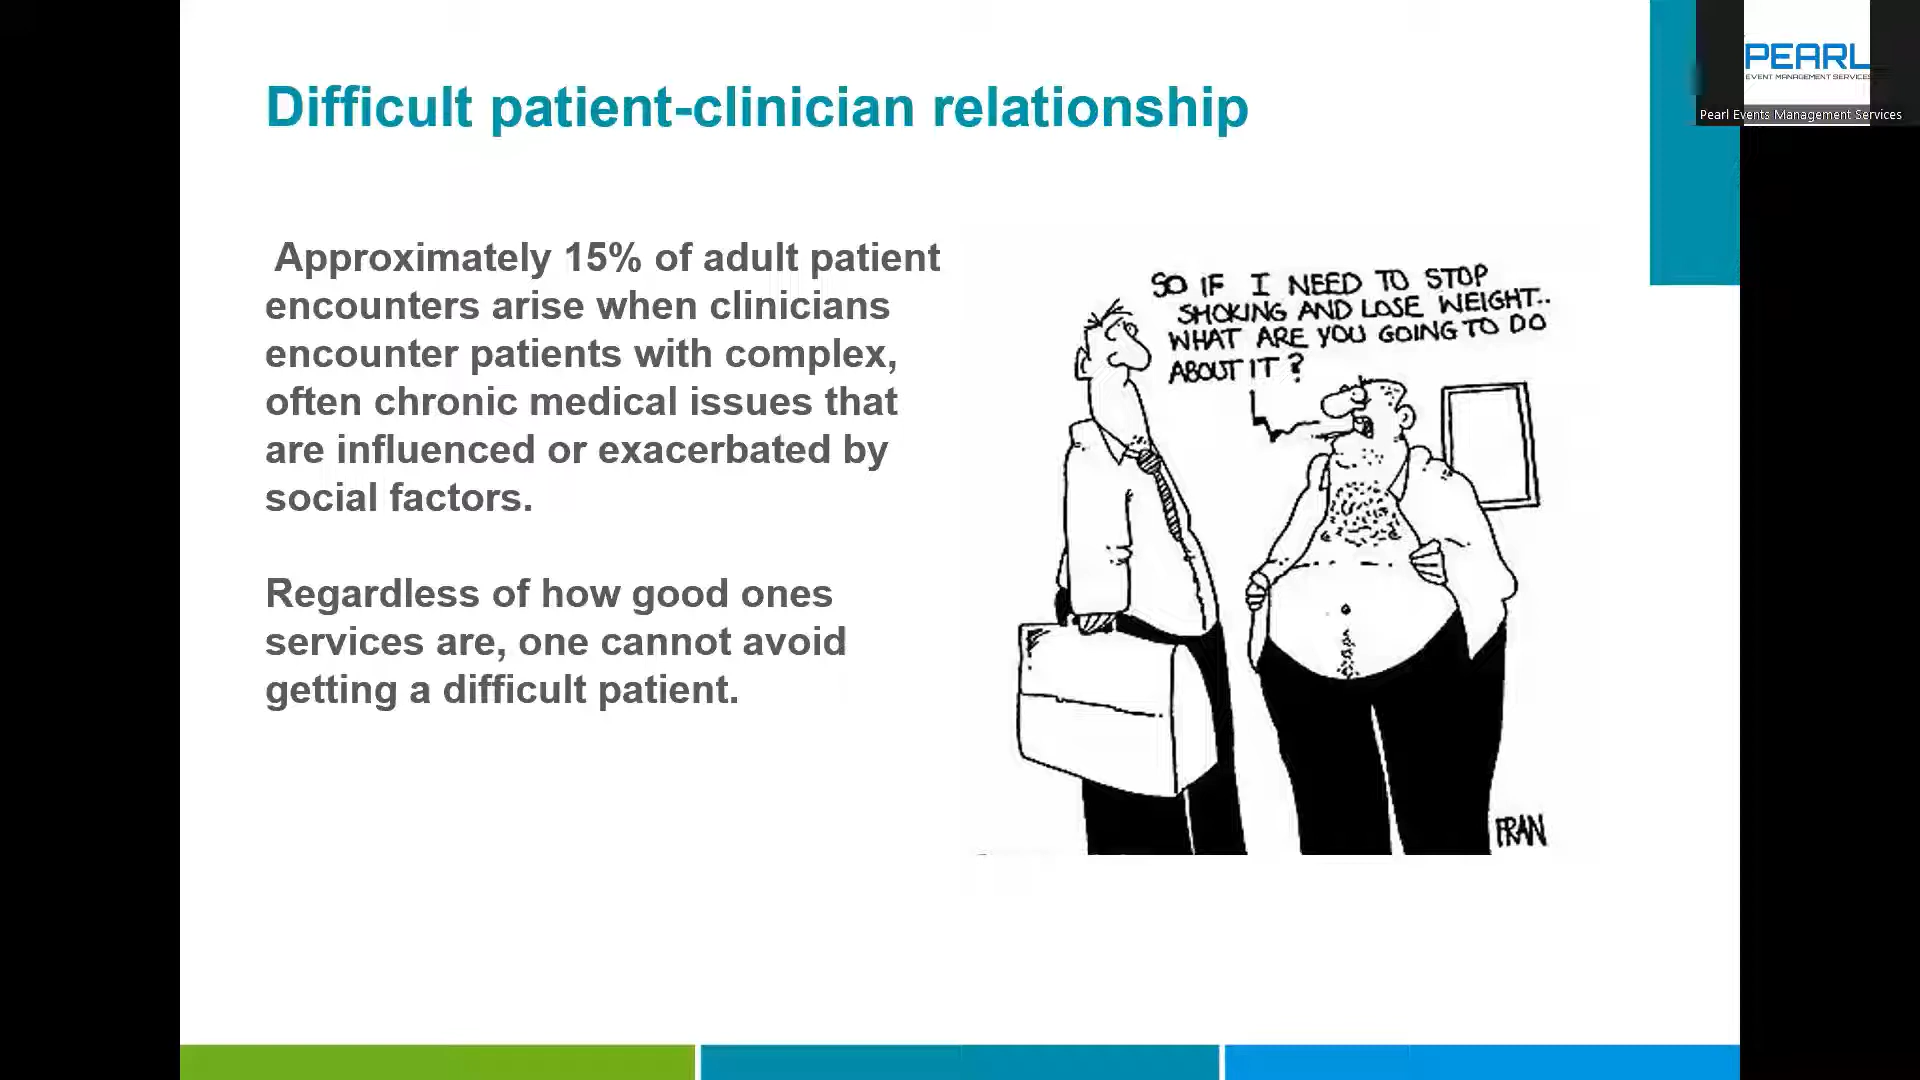 PEARL
EVENT MANAGEMENT SERVICES
Pearl Events Management Services
Difficult patient-clinician relationship
Approximately 15% of adult patient
encounters arise when clinicians
encounter patients with complex,
often chronic medical issues that
are influenced or exacerbated by
social factors.
Regardless of how good ones
services are, one cannot avoid
getting a difficult patient.
SO IF I NEED TO STOP
SMOKING AND LOSE WEIGHT..
WHAT ARE YOU GOING TO DO
ABOUT IT?
FRAN